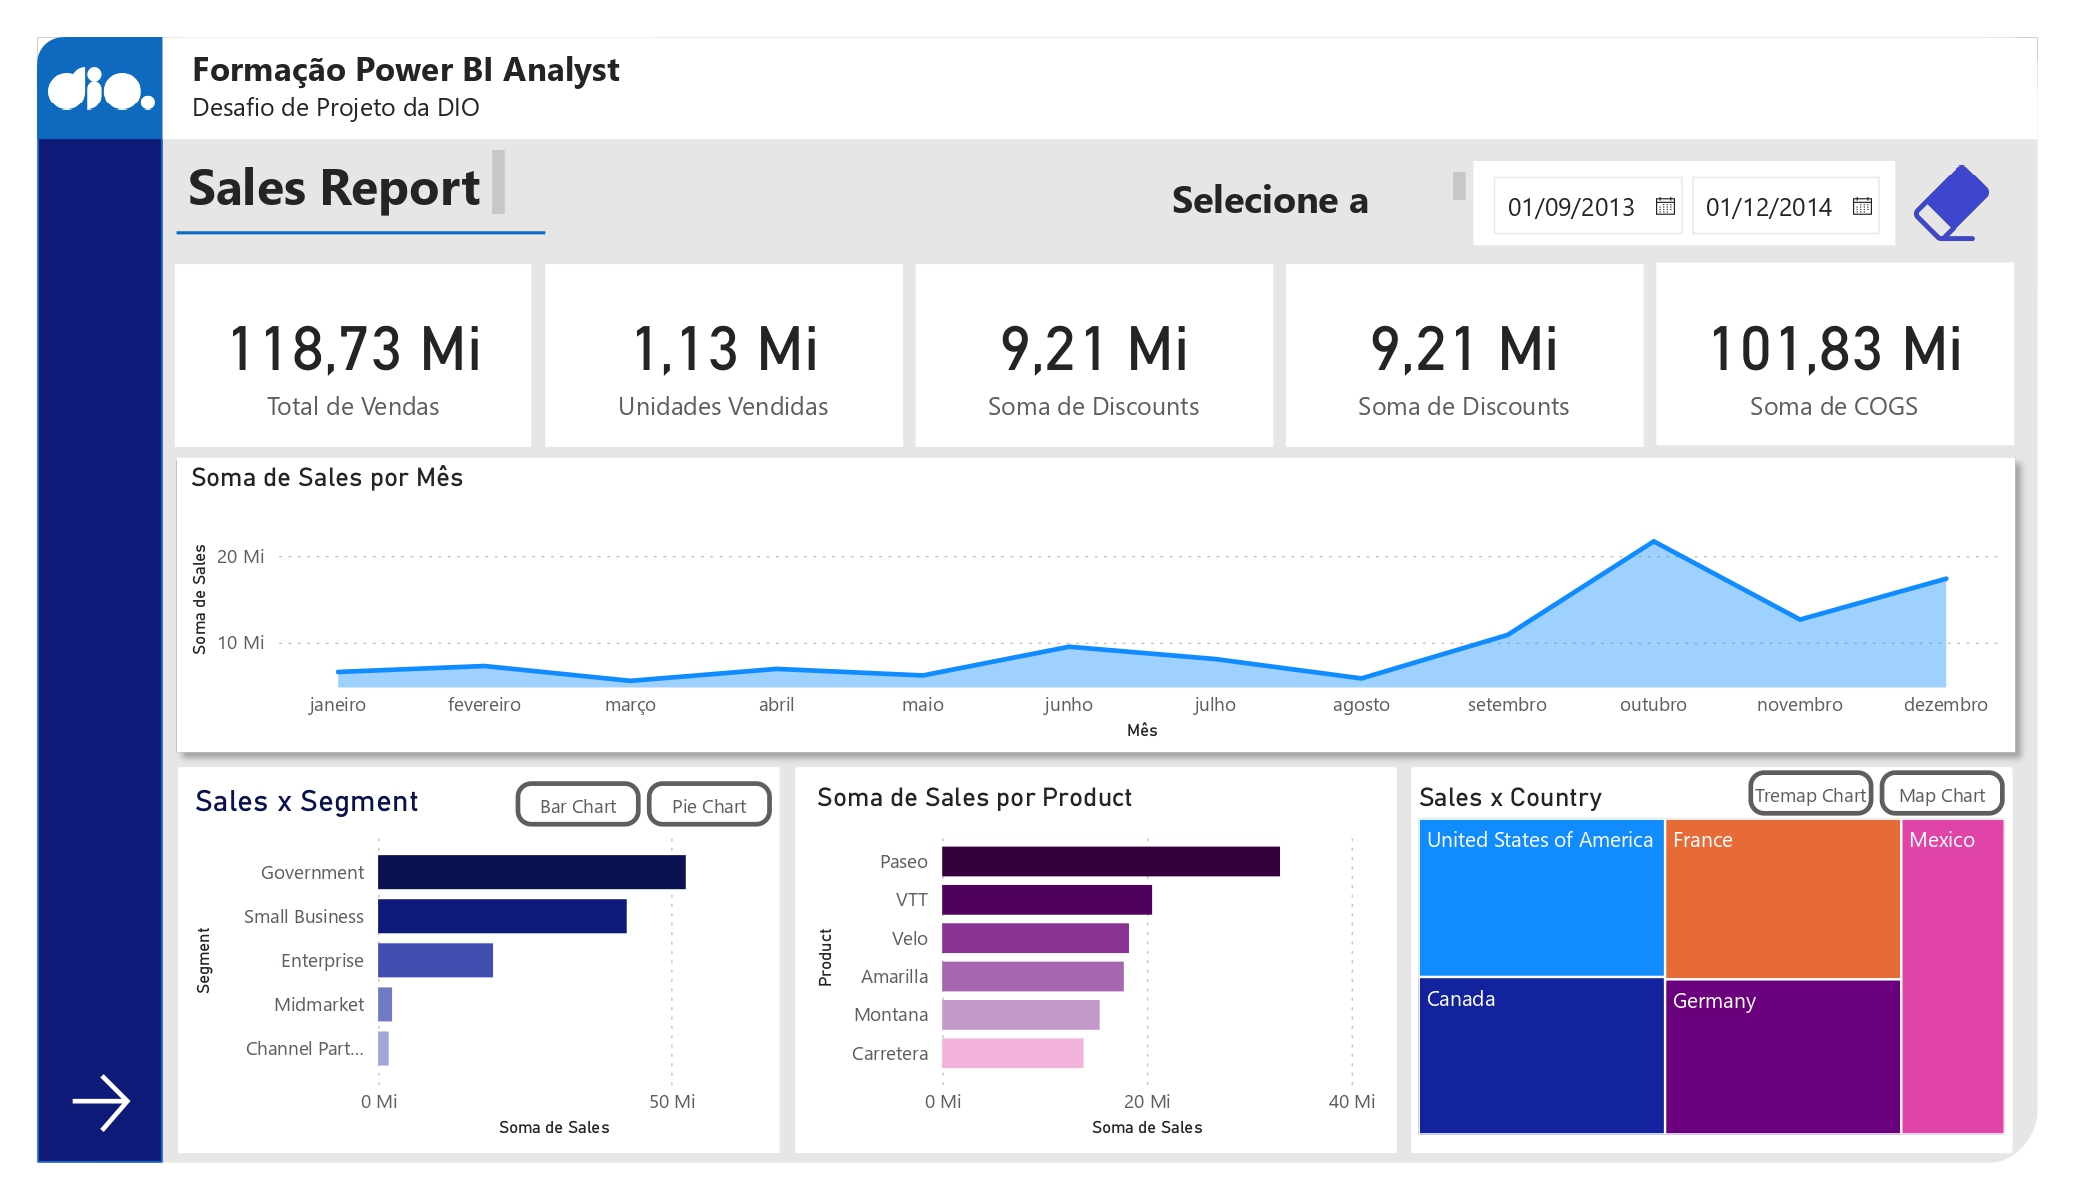 dio.
Formação Power BI Analyst
Desafio de Projeto da DIO
Sales Report
Selecione a
01/09/2013
01/12/2014
118,73 Mi
Total de Vendas
1,13 Mi
Unidades Vendidas
9,21 Mi
Soma de Discounts
9,21 Mi
Soma de Discounts
101,83 Mi
Soma de COGS
Soma de Sales por Mês
Soma de Sales
20 Mi
10 Mi
janeiro
fevereiro
março
abril
maio
junho
julho
agosto
setembro
outubro
novembro
dezembro
Mês
Sales x Segment
Bar Chart
Pie Chart
Segment
Government
Small Business
Enterprise
Midmarket
Channel Part...
0 Mi
50 Mi
Soma de Sales
Soma de Sales por Product
Product
Paseo
VTT
Velo
Amarilla
Montana
Carretera
0 Mi
20 Mi
40 Mi
Soma de Sales
Sales x Country
Tremap Chart
Map Chart
United States of America
France
Mexico
Canada
Germany